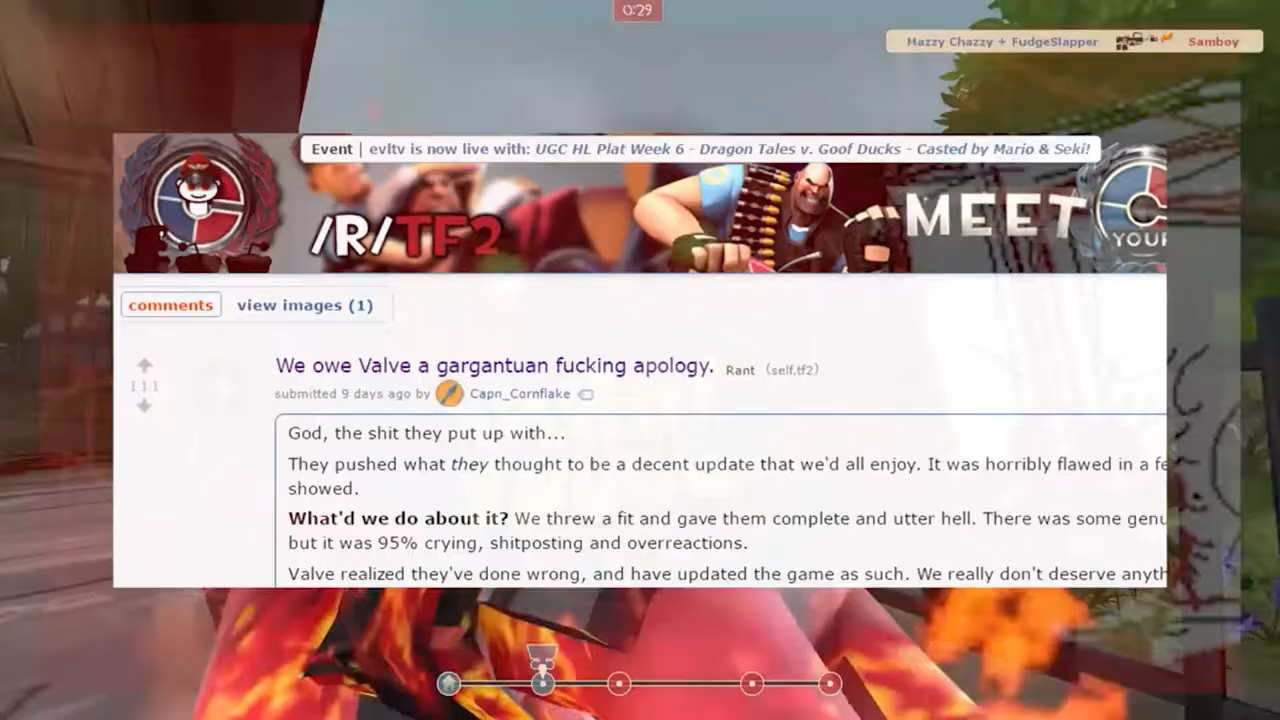 0:29
Mazzy Chazzy + FudgeSlapper Samboy
Event | evltv is now live with: UGC HL Plat Week 6 - Dragon Tales v. Goof Ducks - Casted by Mario & Seki!
/R/TF2
MEET
YOUR
comments view images (1)
We owe Valve a gargantuan fucking apology. Rant (self.tf2)
111
submitted 9 days ago by Capn_Cornflake
God, the shit they put up with...
They pushed what they thought to be a decent update that we'd all enjoy. It was horribly flawed in a fe
showed.
What'd we do about it? We threw a fit and gave them complete and utter hell. There was some genu
but it was 95% crying, shitposting and overreactions.
Valve realized they've done wrong, and have updated the game as such. We really don't deserve anyth